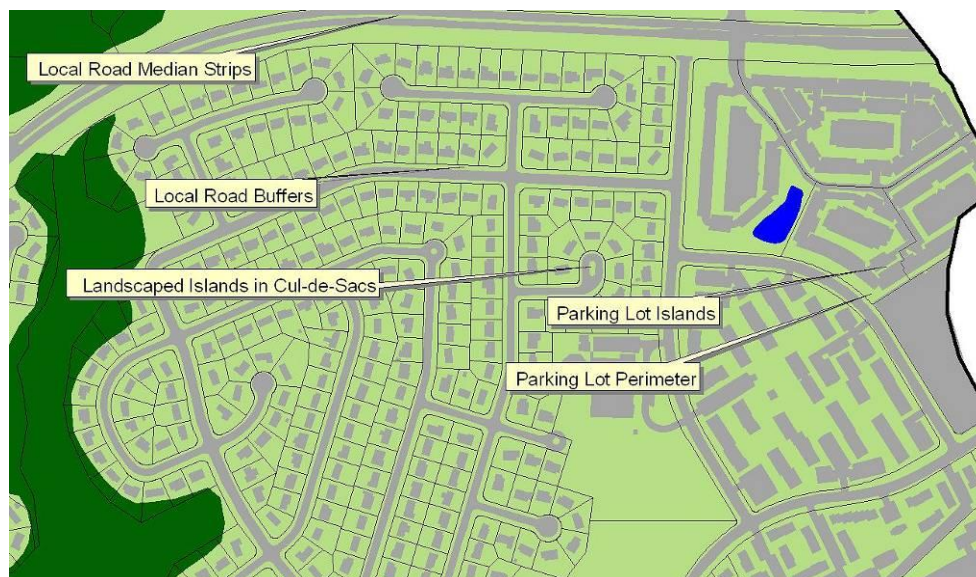 Local Road Median Strips
Local Road Buffers
Landscaped Islands in Cul-de-Sacs
Parking Lot Islands
Parking Lot Perimeter